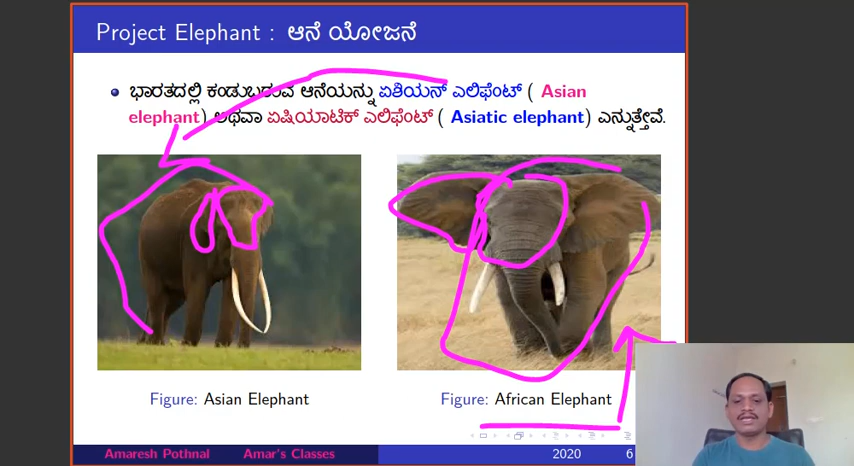 Project Elephant : ಆನೆ ಯೋಜನೆ
ಭಾರತದಲ್ಲಿ ಕಂಡುಬರುವ ಆನೆಯನ್ನು ಏಶಿಯನ್ ಎಲಿಫೆಂಟ್ ( Asian
elephant) ಅಥವಾ ಏಷಿಯಾಟಿಕ್ ಎಲಿಫೆಂಟ್ ( Asiatic elephant) ಎನ್ನುತ್ತೇವೆ.
Figure: Asian Elephant
Figure: African Elephant
Amaresh Pothnal Amar's Classes 2020 6